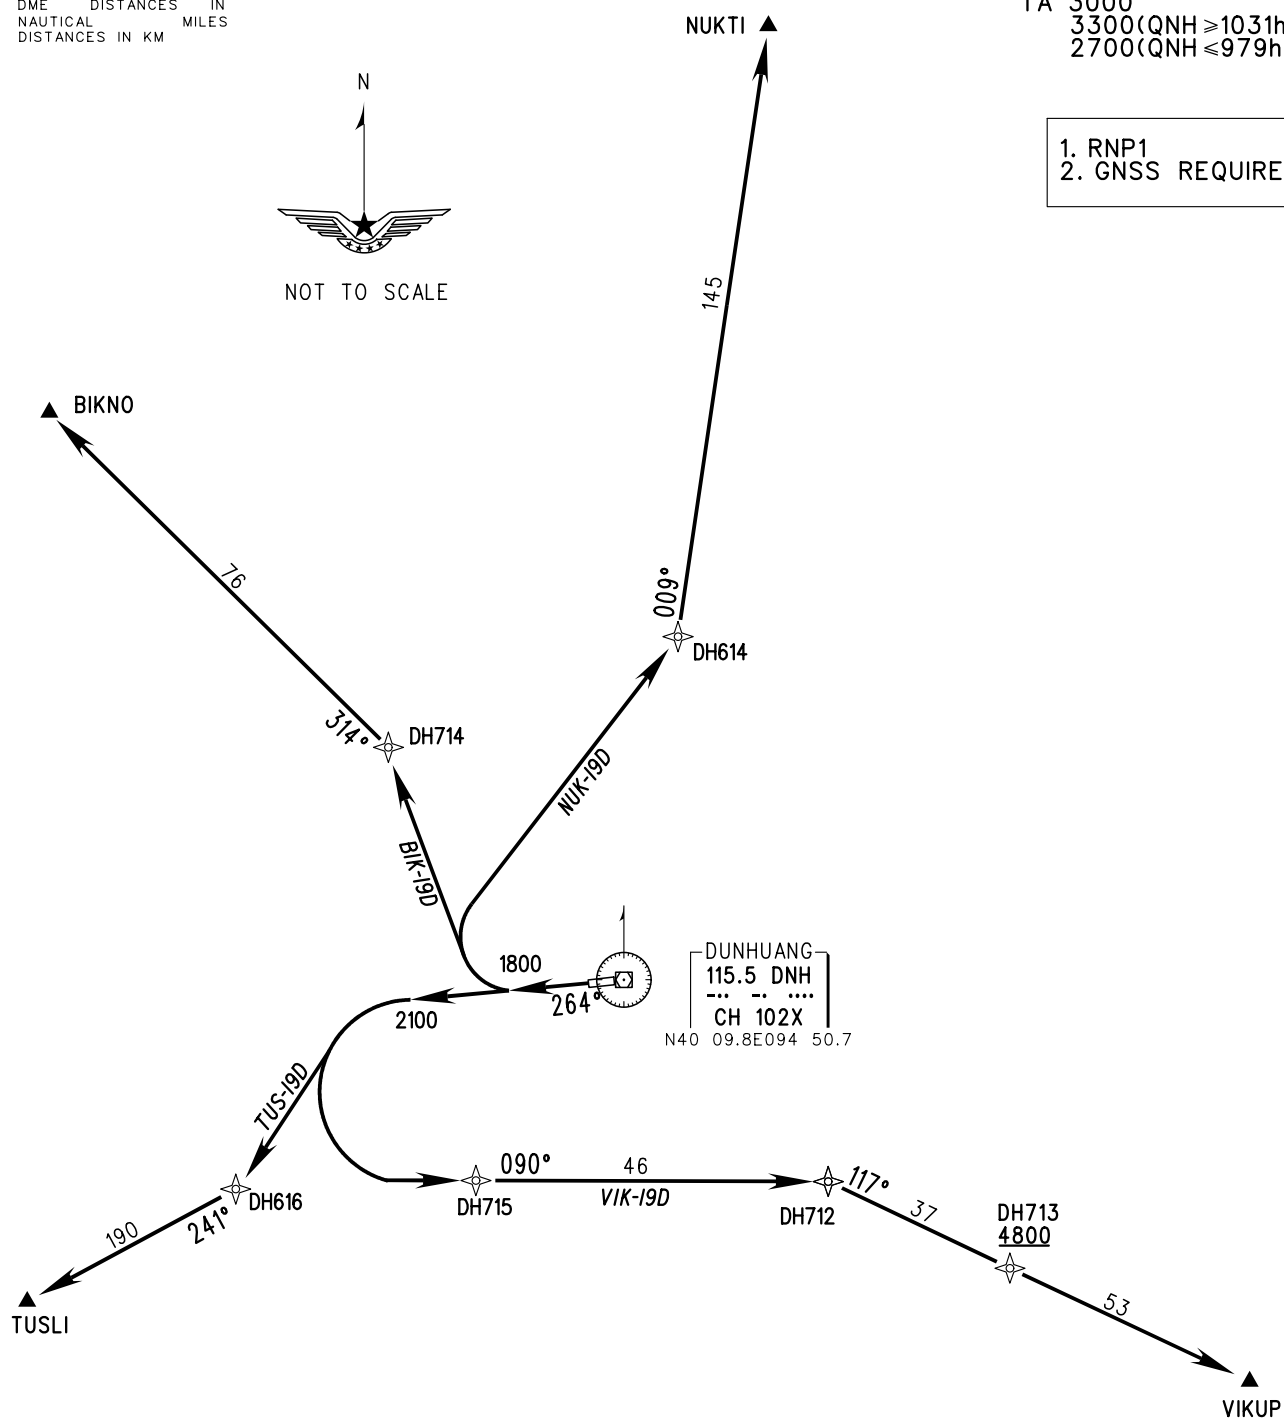 DME DISTANCES IN
NAUTICAL MILES
DISTANCES IN KM
NUKTI
TA 3000
3300(QNH ≥1031h
2700(QNH ≤979h
N
1. RNP1
2. GNSS REQUIRE
NOT TO SCALE
145
BIKNO
76
009°
DH614
314°
DH714
NUK-19D
BIK-19D
1800
264°
2100
DUNHUANG
115.5 DNH
-·· -· ····
CH 102X
N40 09.8E094 50.7
TUS-19D
DH616
241°
190
TUSLI
090°
46
VIK-19D
DH715
DH712
117°
37
DH713
4800
53
VIKUP